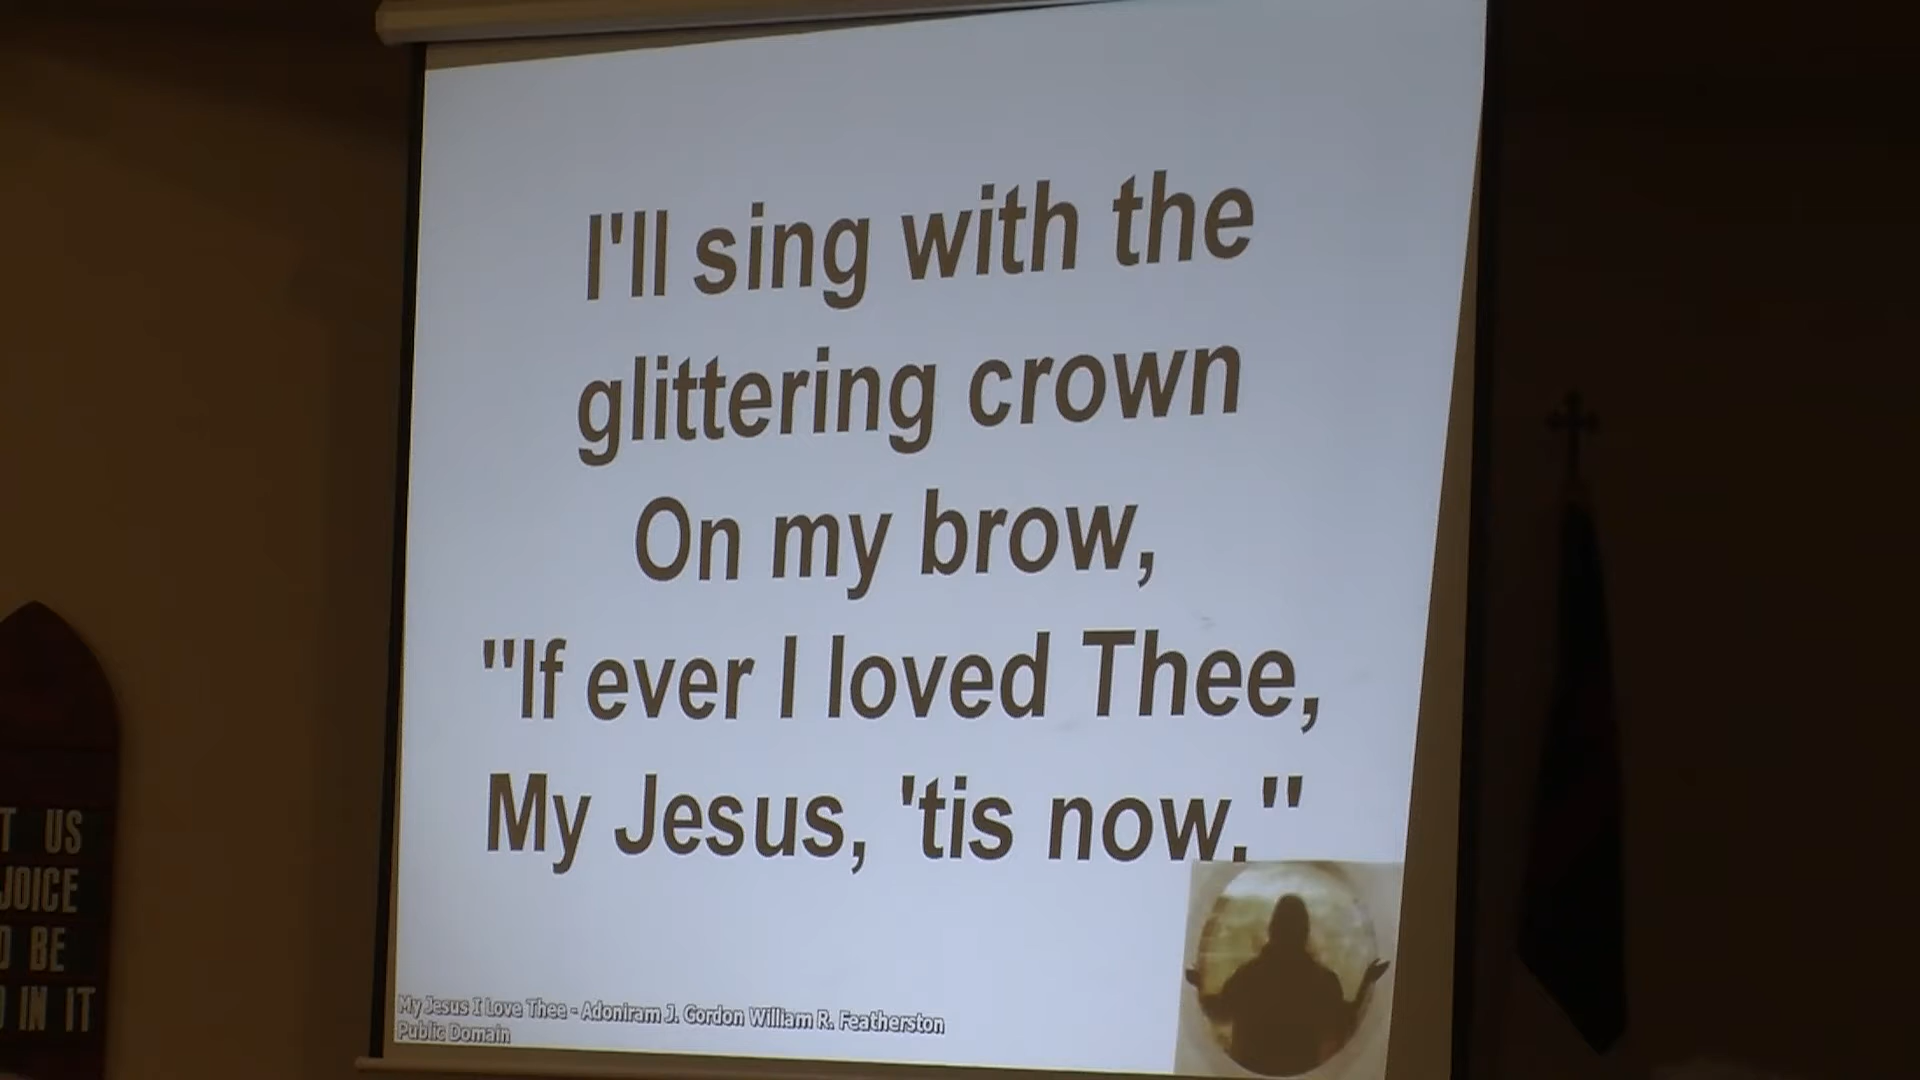 I'll sing with the
glittering crown
On my brow,
"If ever I loved Thee,
My Jesus, 'tis now."
My Jesus I Love Thee - Adoniram J. Gordon William R. Featherston
Public Domain
T US
JOICE
BE
IN IT